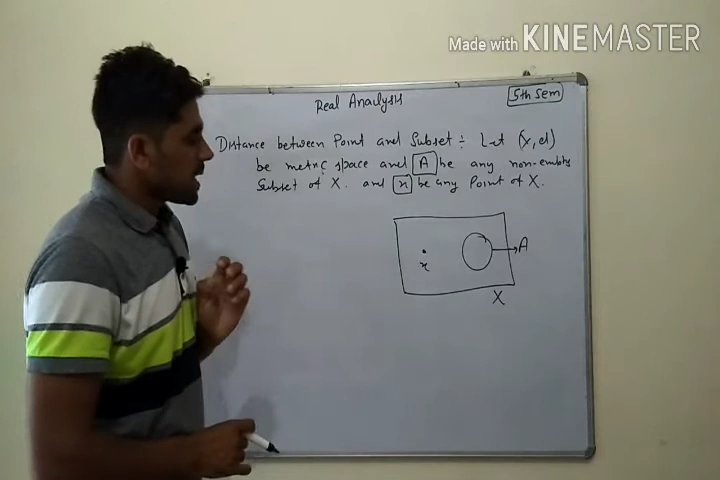 Made with KINEMASTER
Real Analysis
5th Sem
Distance between Point and Subset ÷ Let (X, d)
be metric space and A be any non-empty
Subset of X. and x be any Point of X.
x
A
X